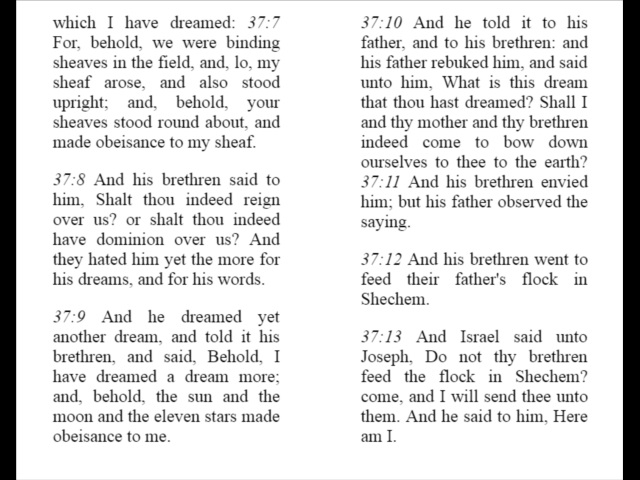 which I have dreamed: 37:7
For, behold, we were binding
sheaves in the field, and, lo, my
sheaf arose, and also stood
upright; and, behold, your
sheaves stood round about, and
made obeisance to my sheaf.
37:8 And his brethren said to
him, Shalt thou indeed reign
over us? or shalt thou indeed
have dominion over us? And
they hated him yet the more for
his dreams, and for his words.
37:9 And he dreamed yet
another dream, and told it his
brethren, and said, Behold, I
have dreamed a dream more;
and, behold, the sun and the
moon and the eleven stars made
obeisance to me.
37:10 And he told it to his
father, and to his brethren: and
his father rebuked him, and said
unto him, What is this dream
that thou hast dreamed? Shall I
and thy mother and thy brethren
indeed come to bow down
ourselves to thee to the earth?
37:11 And his brethren envied
him; but his father observed the
saying.
37:12 And his brethren went to
feed their father's flock in
Shechem.
37:13 And Israel said unto
Joseph, Do not thy brethren
feed the flock in Shechem?
come, and I will send thee unto
them. And he said to him, Here
am I.